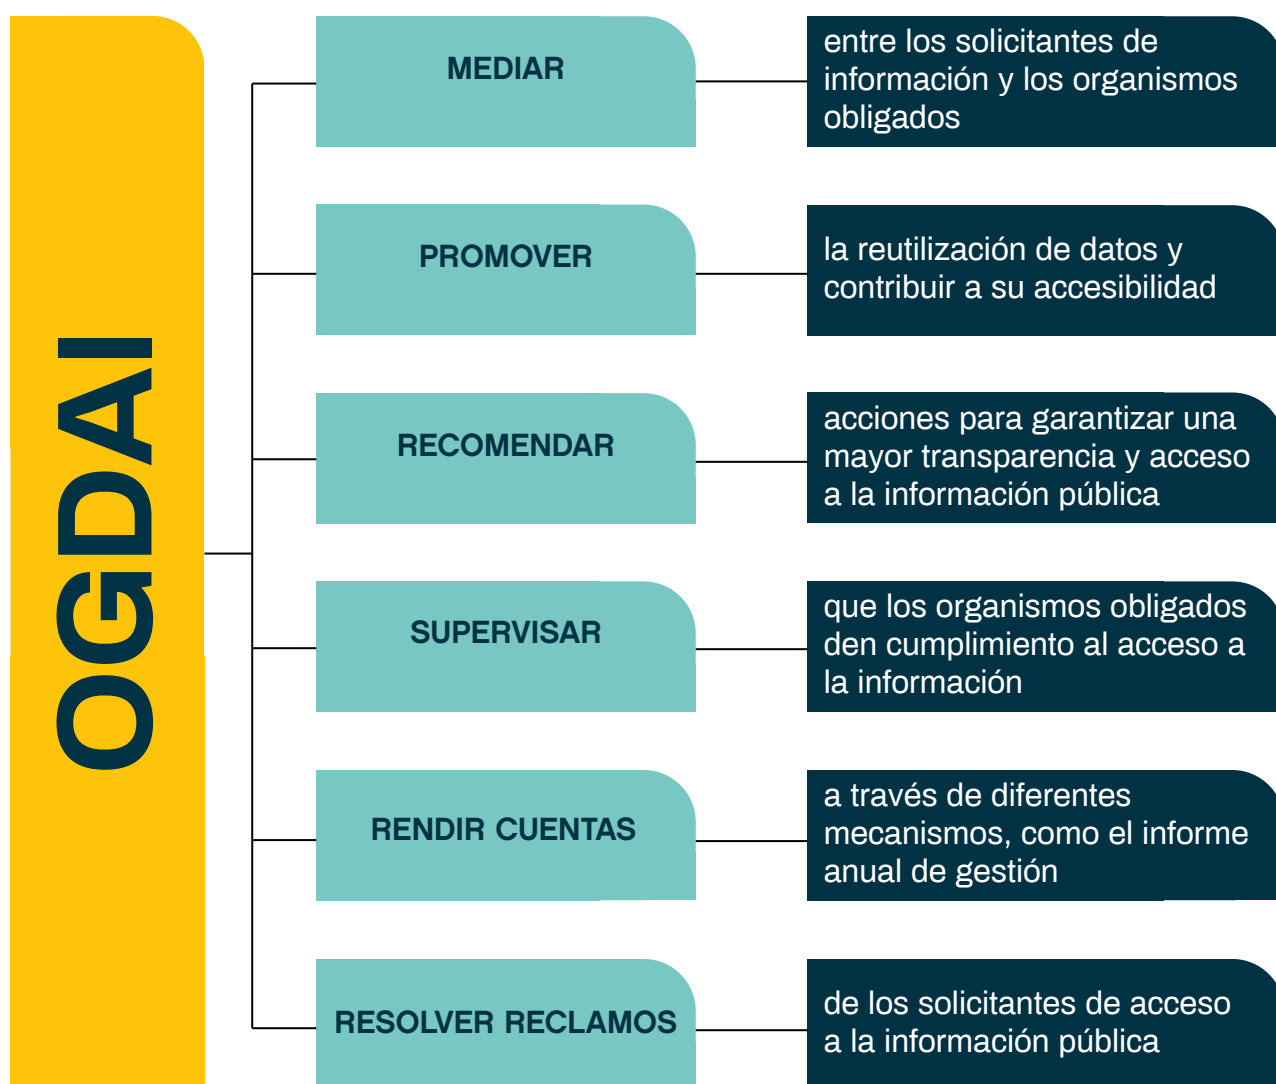 OGDAI
MEDIAR
entre los solicitantes de
información y los organismos
obligados
PROMOVER
la reutilización de datos y
contribuir a su accesibilidad
RECOMENDAR
acciones para garantizar una
mayor transparencia y acceso
a la información pública
SUPERVISAR
que los organismos obligados
den cumplimiento al acceso a
la información
RENDIR CUENTAS
a través de diferentes
mecanismos, como el informe
anual de gestión
RESOLVER RECLAMOS
de los solicitantes de acceso
a la información pública